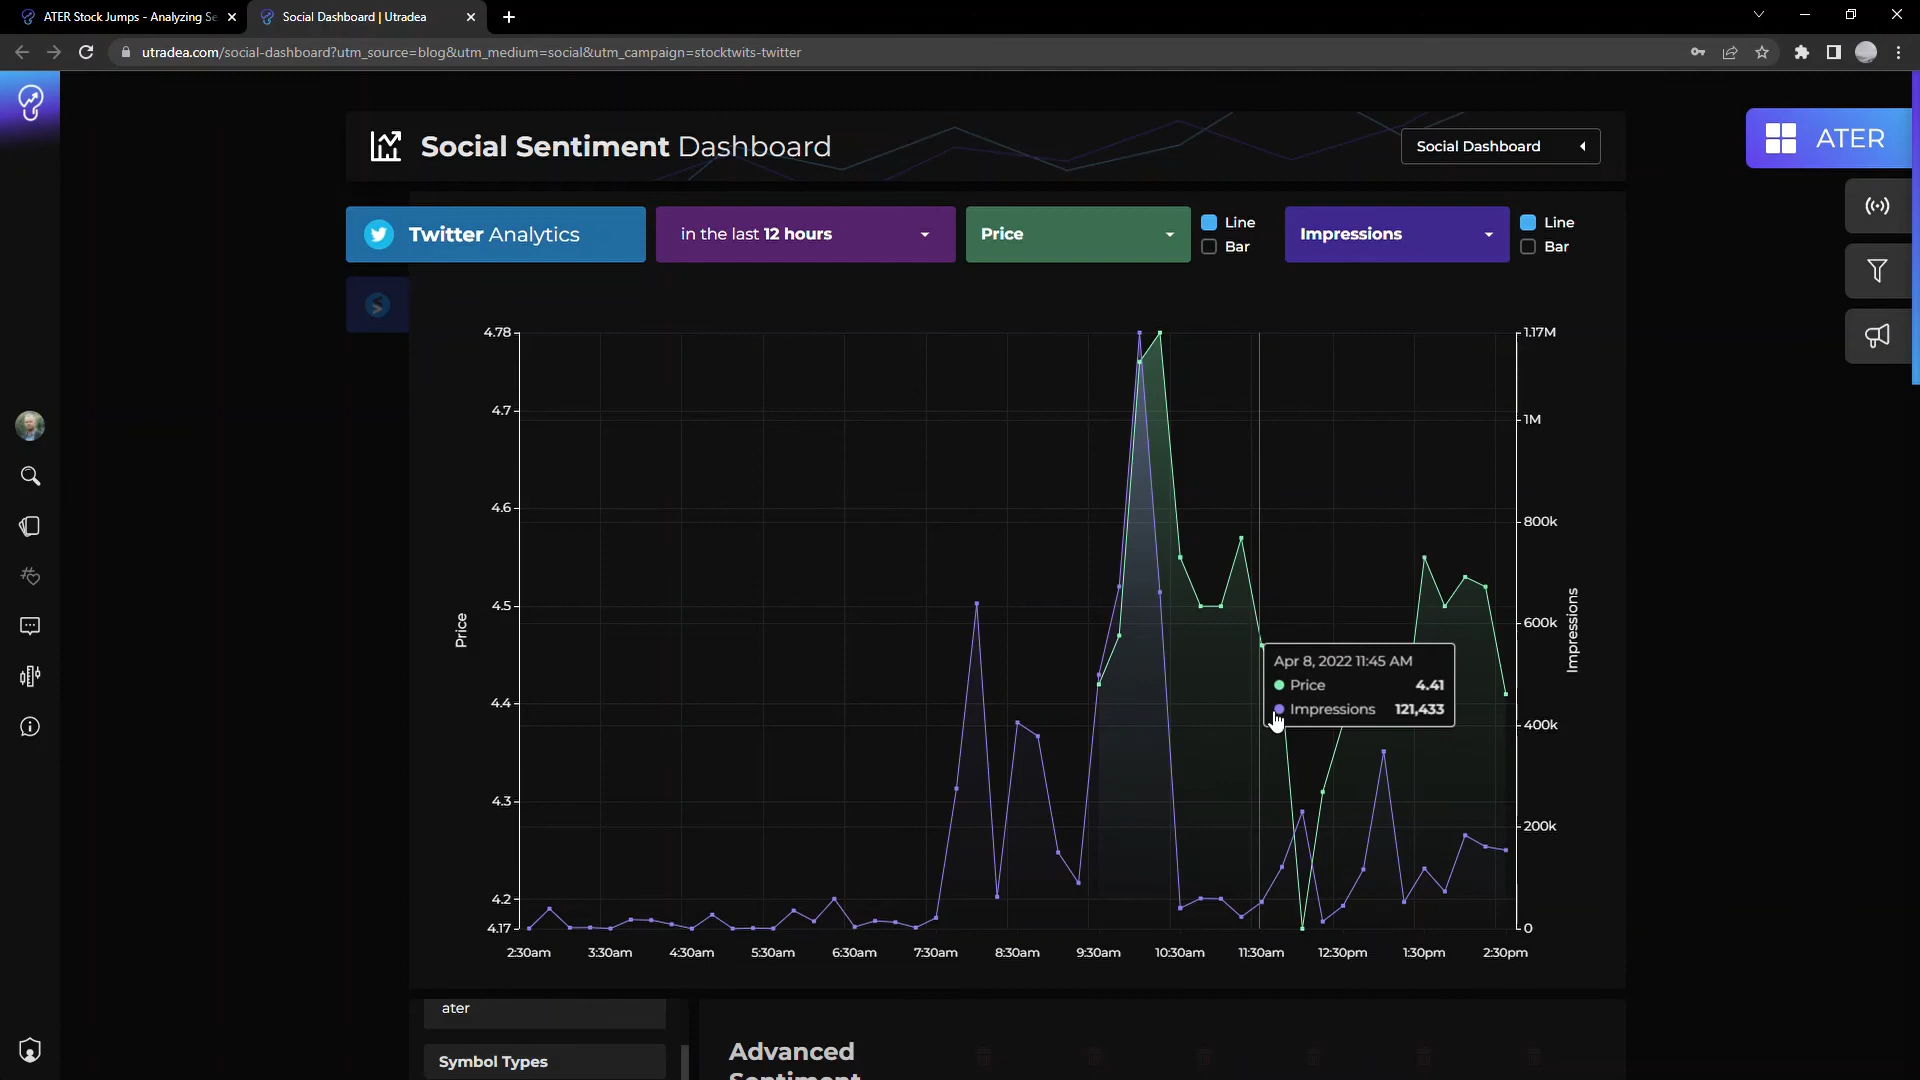 ATER Stock Jumps - Analyzing Se
Social Dashboard | Utradea
utradea.com/social-dashboard?utm_source=blog&utm_medium=social&utm_campaign=stocktwits-twitter
Social Sentiment Dashboard
Social Dashboard
ATER
Twitter Analytics
in the last 12 hours
Price
Line
Bar
Impressions
Line
Bar
4.78
4.7
4.6
4.5
4.4
4.3
4.2
4.17
Price
1.17M
1M
800k
600k
400k
200k
0
Impressions
Apr 8, 2022 11:45 AM
Price 4.41
Impressions 121,433
2:30am 3:30am 4:30am 5:30am 6:30am 7:30am 8:30am 9:30am 10:30am 11:30am 12:30pm 1:30pm 2:30pm
ater
Symbol Types
Advanced
Sentiment